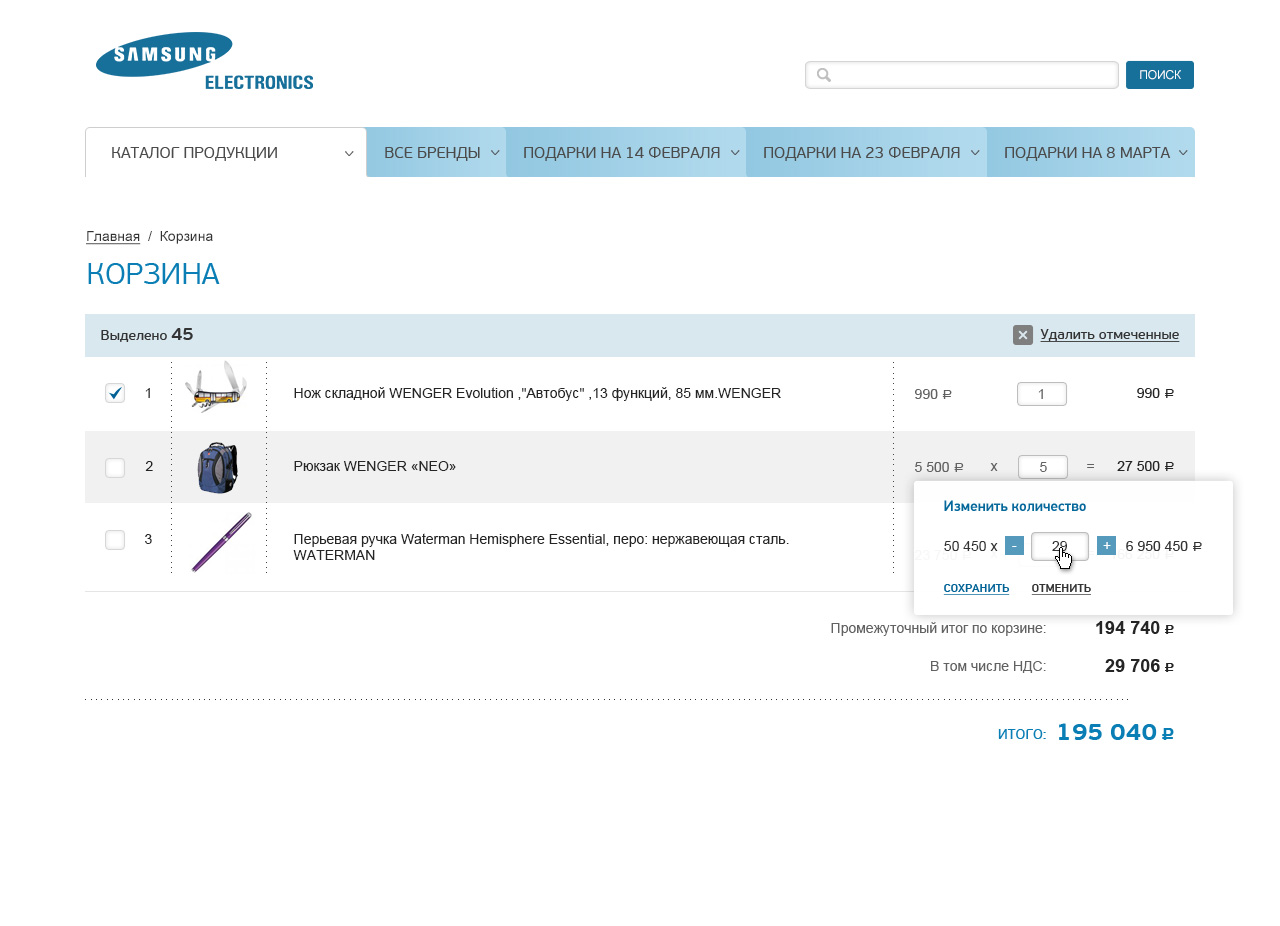 SAMSUNG
ELECTRONICS
ПОИСК
КАТАЛОГ ПРОДУКЦИИ ВСЕ БРЕНДЫ ПОДАРКИ НА 14 ФЕВРАЛЯ ПОДАРКИ НА 23 ФЕВРАЛЯ ПОДАРКИ НА 8 МАРТА
Главная / Корзина
КОРЗИНА
Выделено 45 Удалить отмеченные
1 Нож складной WENGER Evolution ,"Автобус" ,13 функций, 85 мм.WENGER 990 ₽ 1 990 ₽
2 Рюкзак WENGER «NEO» 5 500 ₽ x 5 = 27 500 ₽
3 Перьевая ручка Waterman Hemisphere Essential, перо: нержавеющая сталь.
WATERMAN
Изменить количество
50 450 x - 29 + 6 950 450 ₽
СОХРАНИТЬ ОТМЕНИТЬ
Промежуточный итог по корзине: 194 740 ₽
В том числе НДС: 29 706 ₽
ИТОГО: 195 040 ₽